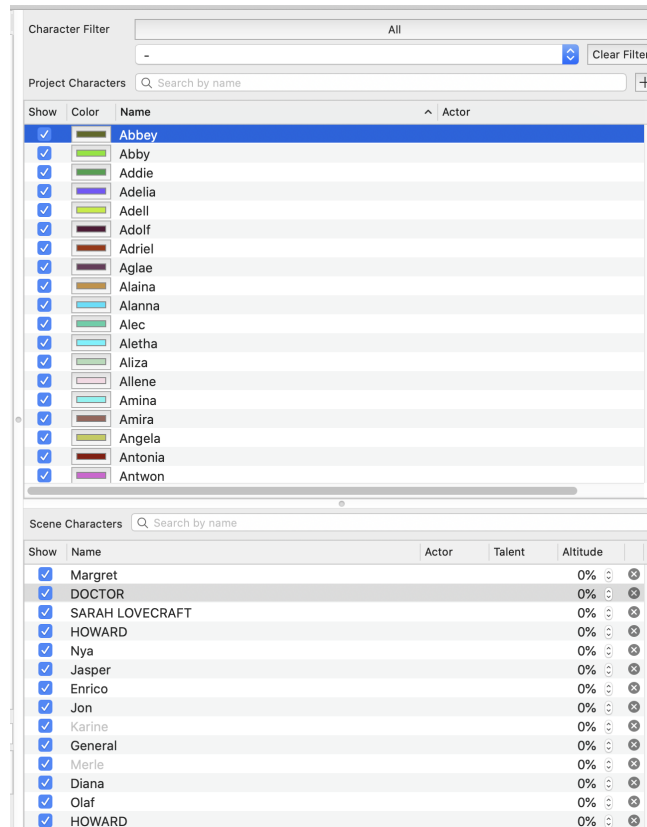 Character Filter All
- Clear Filter
Project Characters Search by name +
Show Color Name Actor
Abbey
Abby
Addie
Adelia
Adell
Adolf
Adriel
Aglae
Alaina
Alanna
Alec
Aletha
Aliza
Allene
Amina
Amira
Angela
Antonia
Antwon
Scene Characters Search by name
Show Name Actor Talent Altitude
Margret 0%
DOCTOR 0%
SARAH LOVECRAFT 0%
HOWARD 0%
Nya 0%
Jasper 0%
Enrico 0%
Jon 0%
Karine 0%
General 0%
Merle 0%
Diana 0%
Olaf 0%
HOWARD 0%